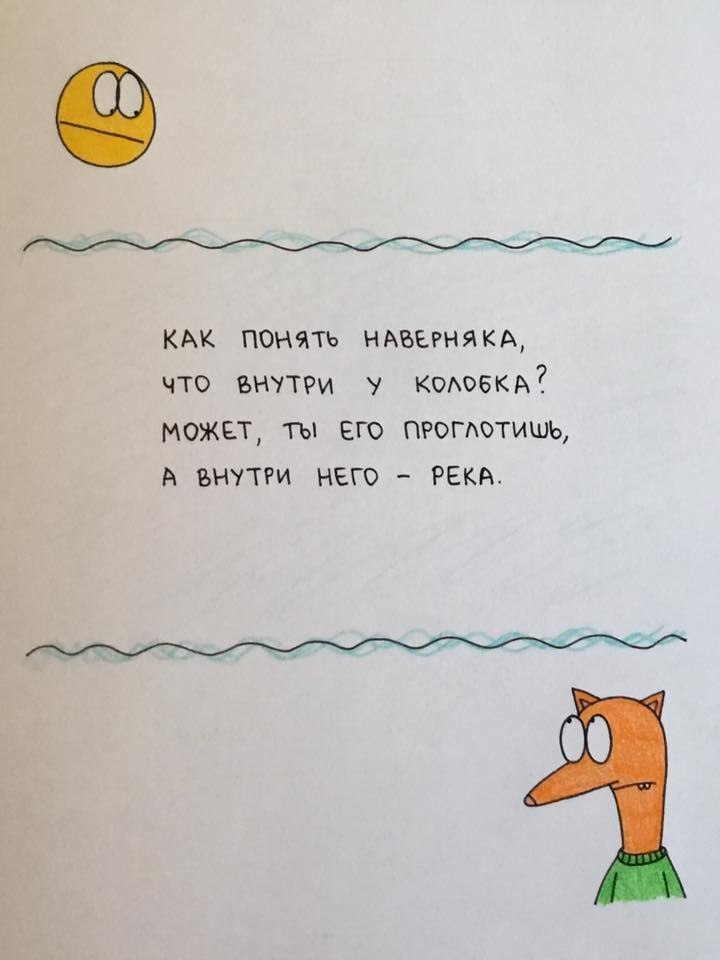 КАК ПОНЯТЬ НАВЕРНЯКА,
ЧТО ВНУТРИ У КОЛОБКА?
МОЖЕТ, ТЫ ЕГО ПРОГЛОТИШЬ,
А ВНУТРИ НЕГО – РЕКА.